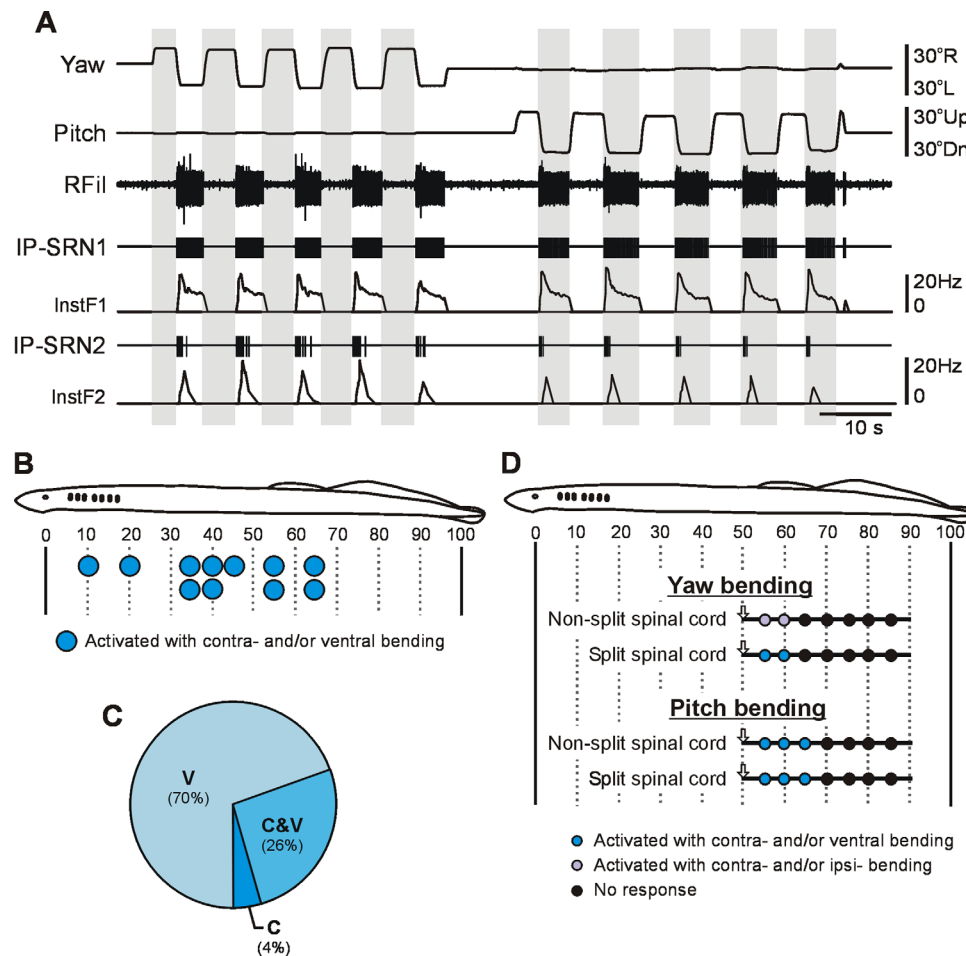 A
Yaw
30°R
30°L
Pitch
30°Up
30°Dn
RFil
IP-SRN1
InstF1
20Hz
0
IP-SRN2
InstF2
20Hz
0
10 s
B
0 10 20 30 40 50 60 70 80 90 100
Activated with contra- and/or ventral bending
C
V
(70%)
C&V
(26%)
C
(4%)
D
0 10 20 30 40 50 60 70 80 90 100
Yaw bending
Non-split spinal cord
Split spinal cord
Pitch bending
Non-split spinal cord
Split spinal cord
Activated with contra- and/or ventral bending
Activated with contra- and/or ipsi- bending
No response